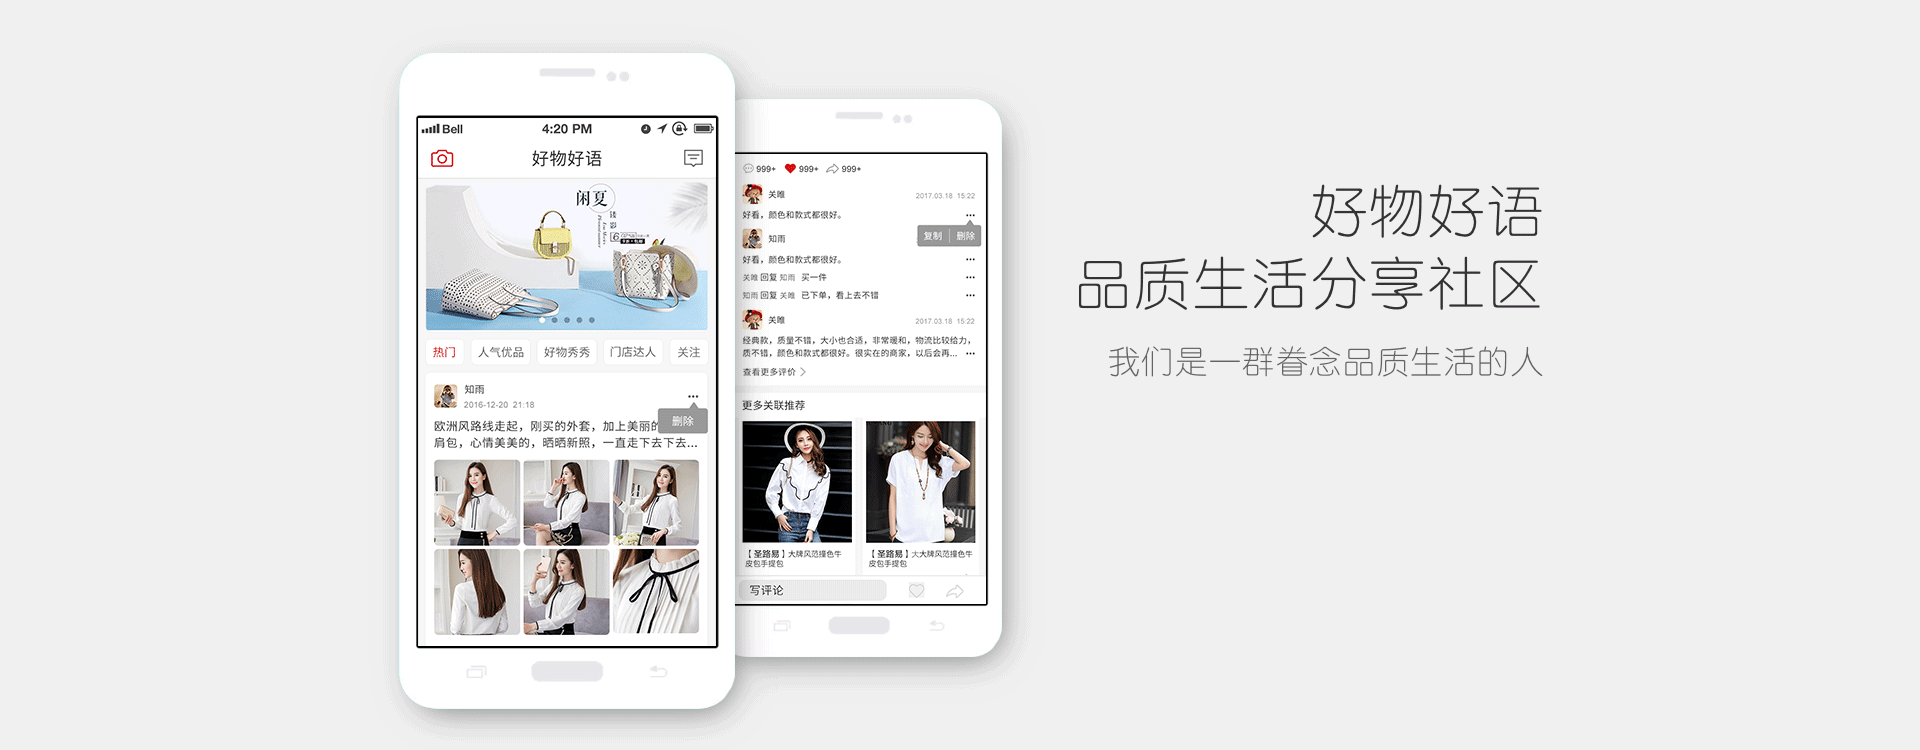 Bell
4:20 PM
好物好语
闲夏
热门
人气优品
好物秀秀
门店达人
关注
知雨
2016-12-20 21:18
删除
欧洲风路线走起，刚买的外套，加上美丽的
肩包，心情美美的，晒晒新照，一直走下去下去...
999+
999+
999+
关唯
2017.03.18 15:22
好看，颜色和款式都很好。
知雨
复制
删除
好看，颜色和款式都很好。
关唯 回复 知雨 买一件
知雨 回复 关唯 已下单，看上去不错
关唯
2017.03.18 15:22
经典款，质量不错，大小也合适，非常暖和，物流比较给力，
质不错，颜色和款式都很好。很实在的商家，以后会再...
查看更多评价
更多关联推荐
【圣路易】大牌风范撞色牛
皮包手提包
【圣路易】大大牌风范撞色牛
皮包手提包
写评论
好物好语
品质生活分享社区
我们是一群眷念品质生活的人